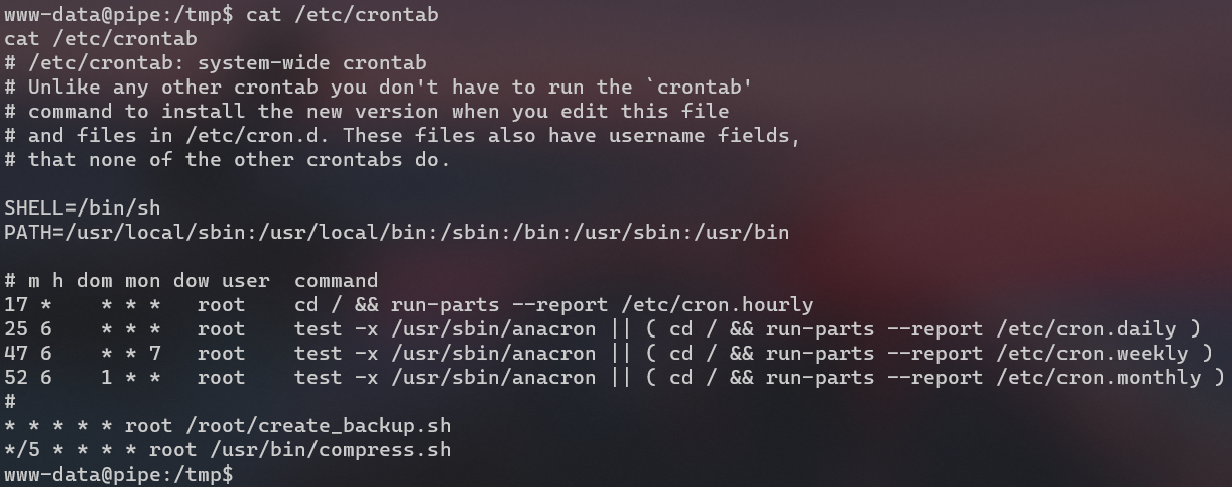 www-data@pipe:/tmp$ cat /etc/crontab
cat /etc/crontab
# /etc/crontab: system-wide crontab
# Unlike any other crontab you don't have to run the `crontab'
# command to install the new version when you edit this file
# and files in /etc/cron.d. These files also have username fields,
# that none of the other crontabs do.

SHELL=/bin/sh
PATH=/usr/local/sbin:/usr/local/bin:/sbin:/bin:/usr/sbin:/usr/bin

# m h dom mon dow user  command
17 *    * * *   root    cd / && run-parts --report /etc/cron.hourly
25 6    * * *   root    test -x /usr/sbin/anacron || ( cd / && run-parts --report /etc/cron.daily )
47 6    * * 7   root    test -x /usr/sbin/anacron || ( cd / && run-parts --report /etc/cron.weekly )
52 6    1 * *   root    test -x /usr/sbin/anacron || ( cd / && run-parts --report /etc/cron.monthly )
#
* * * * * root /root/create_backup.sh
*/5 * * * * root /usr/bin/compress.sh
www-data@pipe:/tmp$